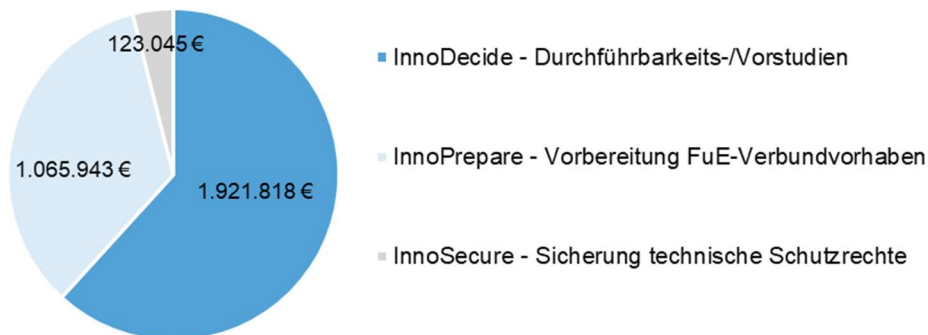 123.045 €
InnoDecide - Durchführbarkeits-/Vorstudien
1.065.943 €
InnoPrepare - Vorbereitung FuE-Verbundvorhaben
1.921.818 €
InnoSecure - Sicherung technische Schutzrechte